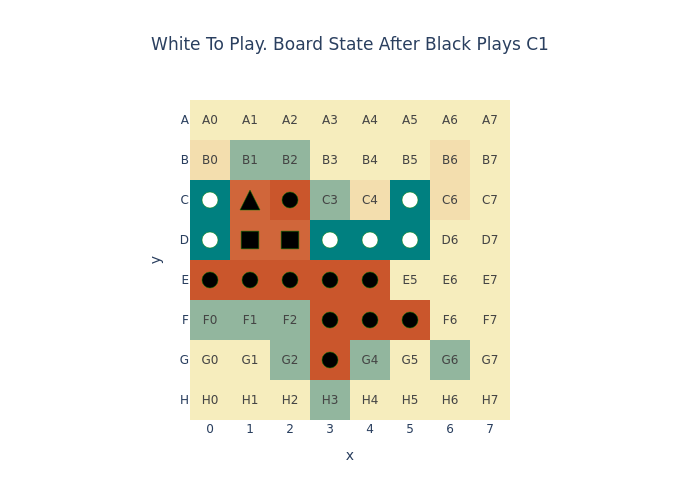 White To Play. Board State After Black Plays C1
A A0 A1 A2 A3 A4 A5 A6 A7
B B0 B1 B2 B3 B4 B5 B6 B7
C C3 C4 C6 C7
D D6 D7
E E5 E6 E7
F F0 F1 F2 F6 F7
G G0 G1 G2 G4 G5 G6 G7
H H0 H1 H2 H3 H4 H5 H6 H7
0 1 2 3 4 5 6 7
x
y